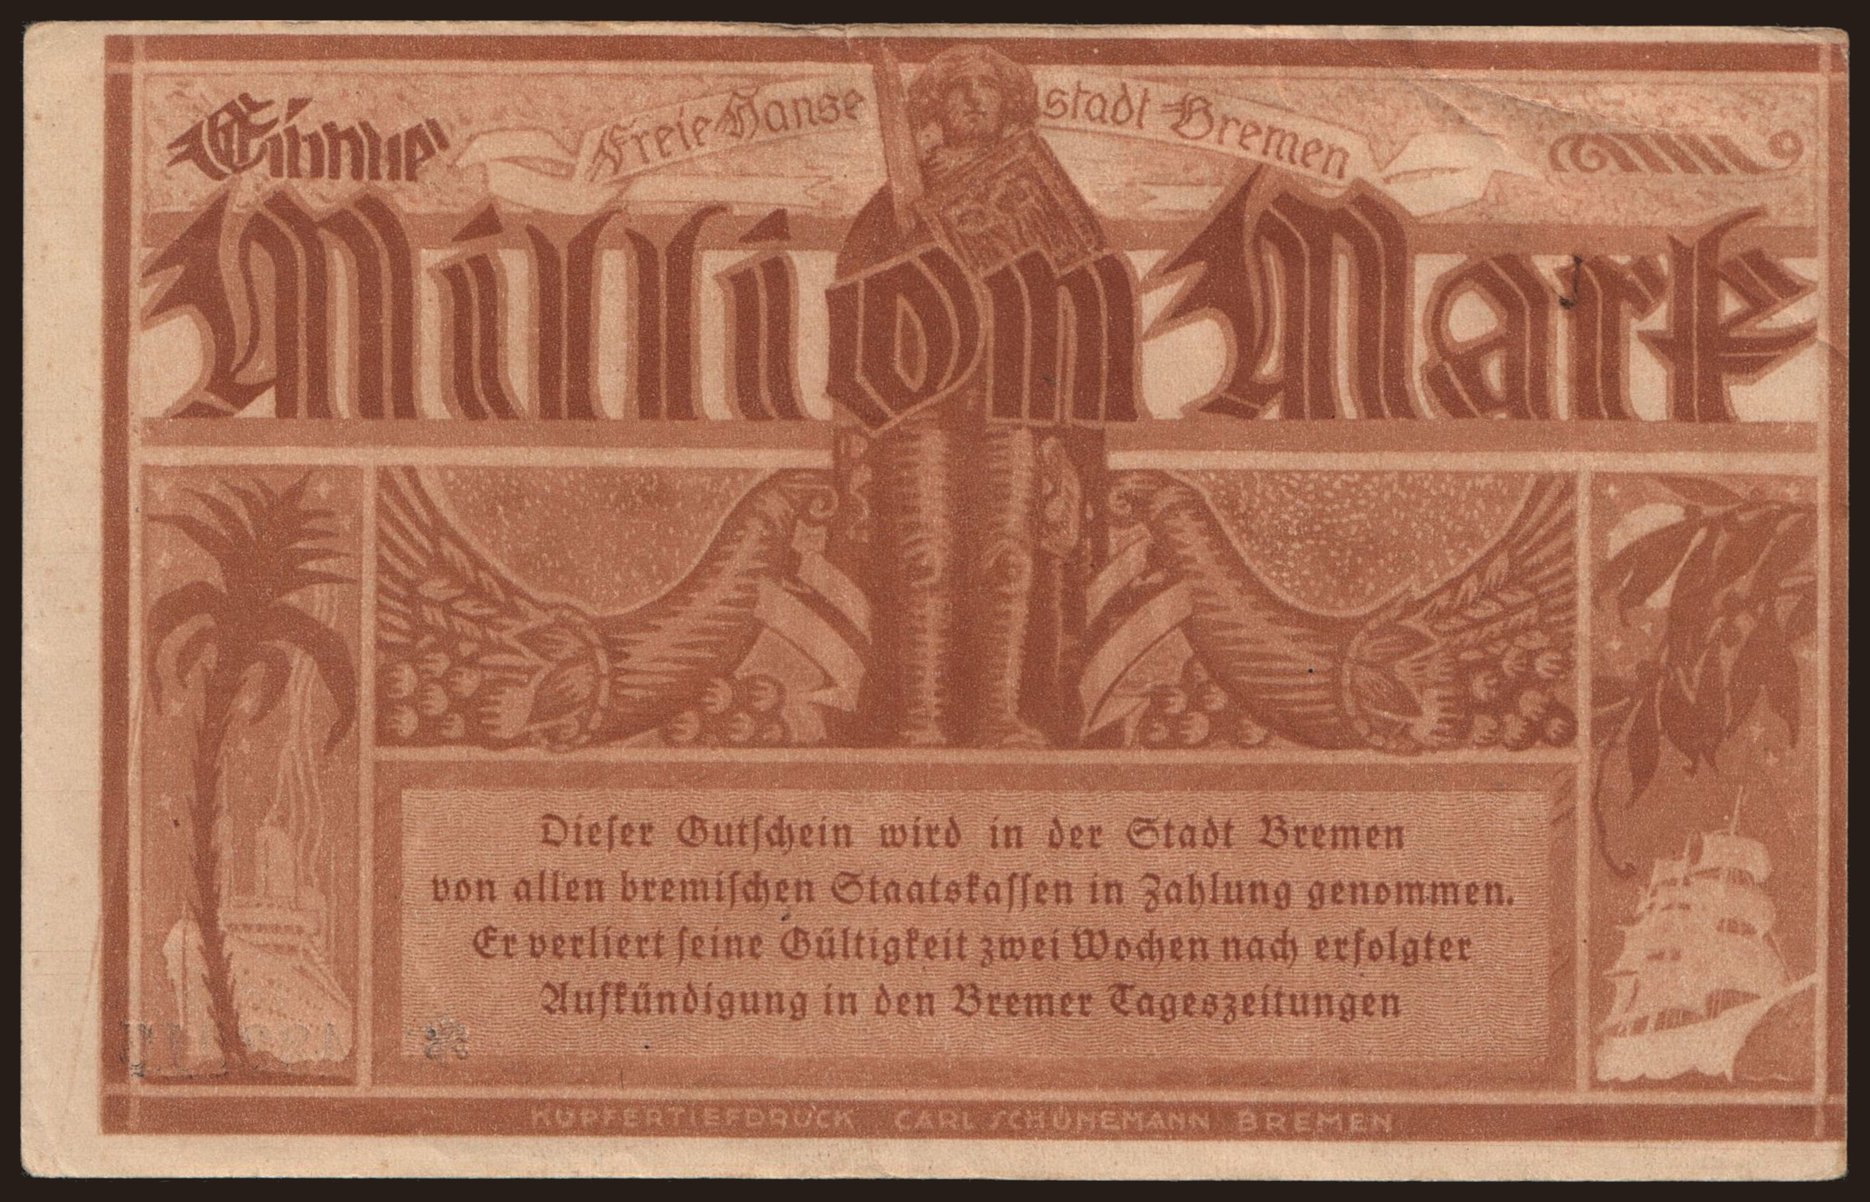 Freie Hansestadt Bremen
Eine
Million Mark
Dieser Gutschein wird in der Stadt Bremen
von allen bremischen Staatskassen in Zahlung genommen.
Er verliert seine Gültigkeit zwei Wochen nach erfolgter
Aufkündigung in den Bremer Tageszeitungen
KUPFERTIEFDRUCK CARL SCHÜNEMANN BREMEN